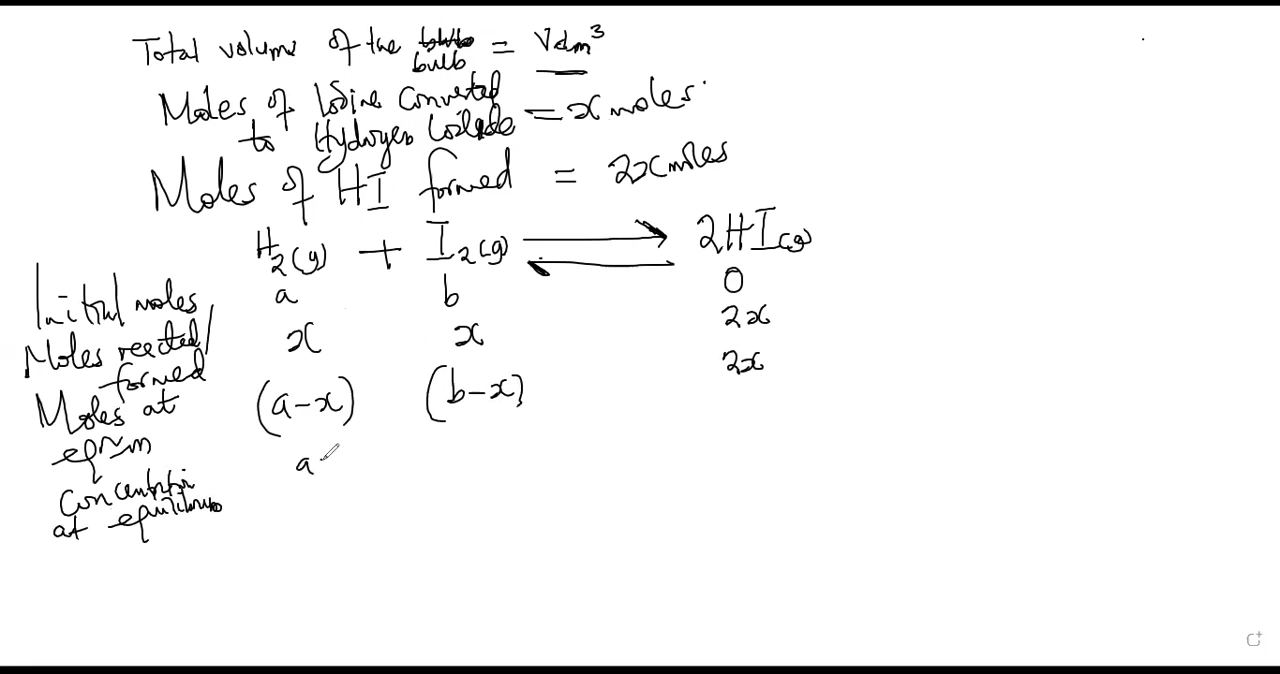 Total volume of the bulb = Vdm³
Moles of Iodine Converted to Hydrogen Iodide = x moles.
Moles of HI formed = 2x moles
H₂(g) + I₂(g) ⇌ 2HI(g)
Initial moles a b 0
Moles reacted/formed x x 2x
Moles at eqm (a-x) (b-x) 2x
Concentration at equilibrium a-